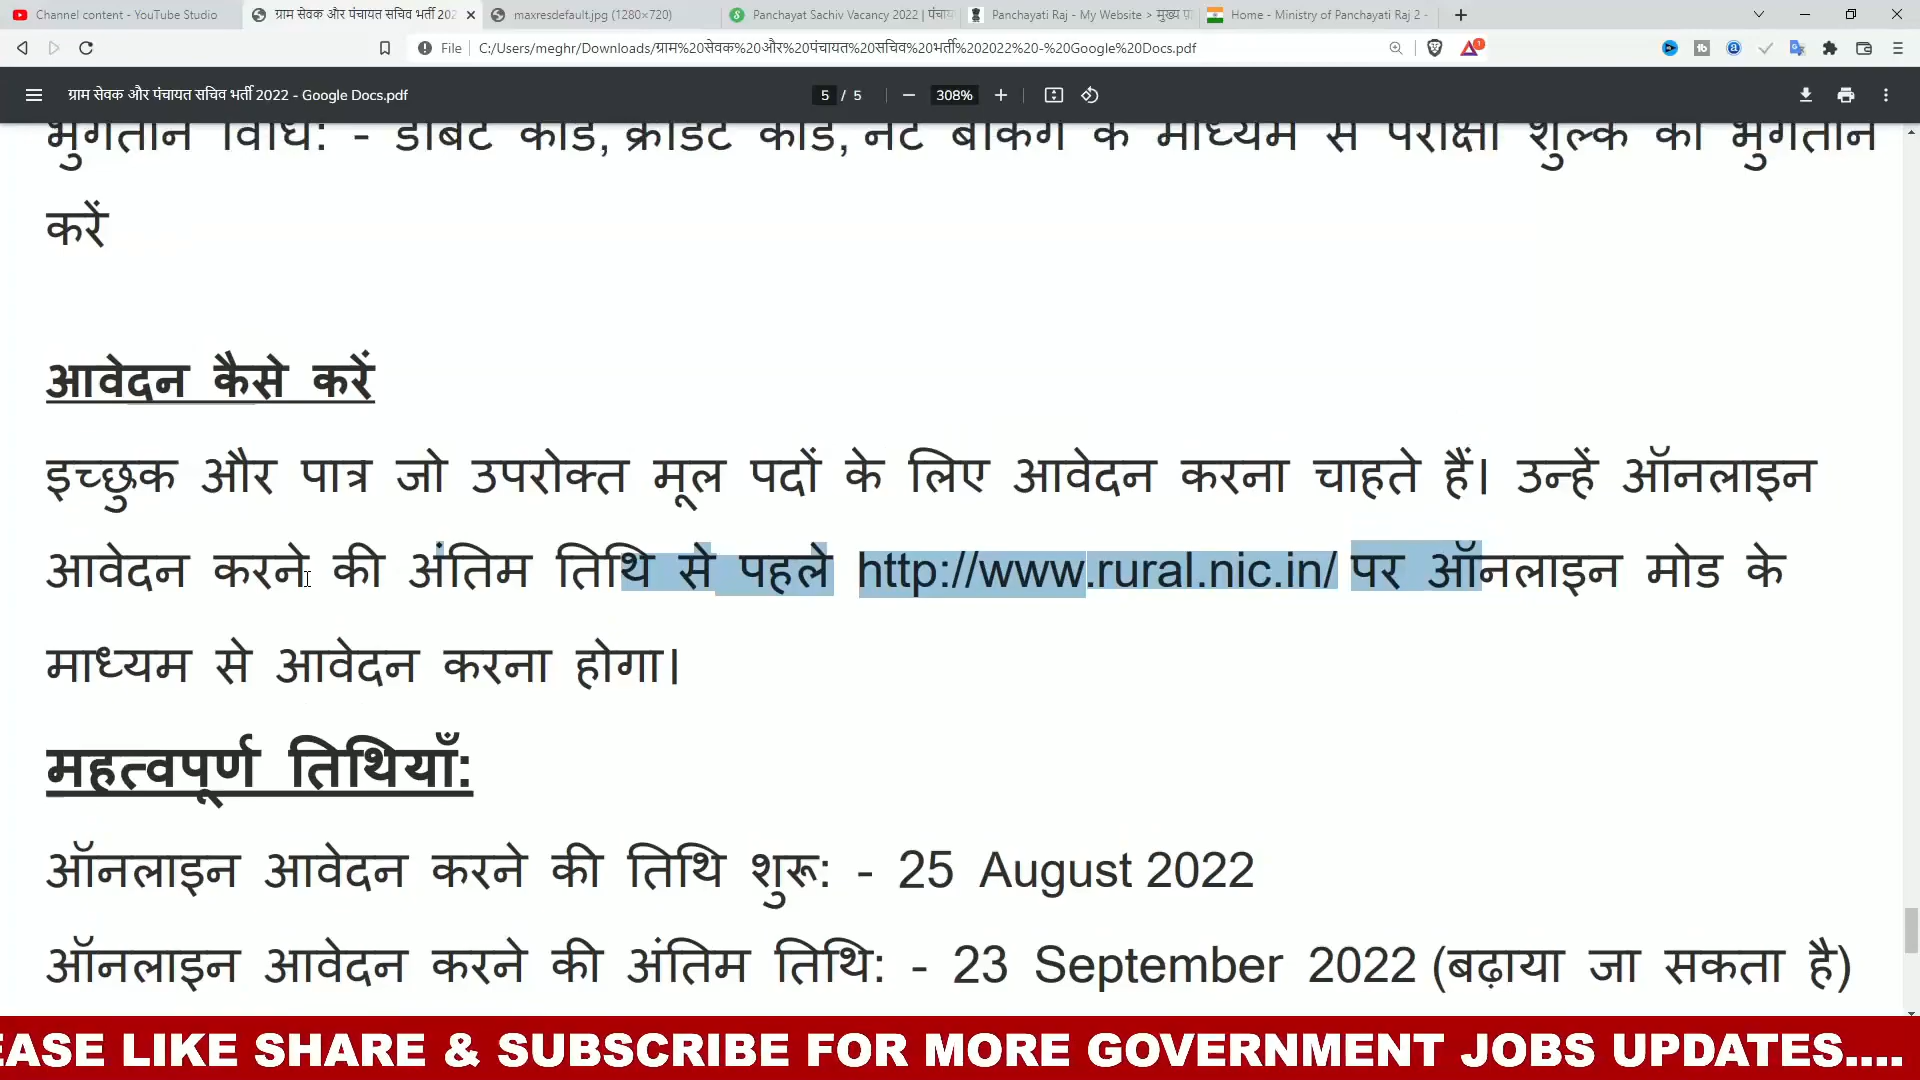 Channel content - YouTube Studio
ग्राम सेवक और पंचायत सचिव भर्ती 202
maxresdefault.jpg (1280×720)
Panchayat Sachiv Vacancy 2022 | पंचाय
Panchayati Raj - My Website > मुख्य पृ
Home - Ministry of Panchayati Raj 2 -
File
C:/Users/meghr/Downloads/ग्राम%20सेवक%20और%20पंचायत%20सचिव%20भर्ती%202022%20-%20Google%20Docs.pdf
ग्राम सेवक और पंचायत सचिव भर्ती 2022 - Google Docs.pdf
5 / 5
308%
भुगतान विधि: - डेबिट कार्ड, क्रेडिट कार्ड, नेट बैंकिंग के माध्यम से परीक्षा शुल्क का भुगतान
करें
आवेदन कैसे करें
इच्छुक और पात्र जो उपरोक्त मूल पदों के लिए आवेदन करना चाहते हैं। उन्हें ऑनलाइन
आवेदन करने की अंतिम तिथि से पहले http://www.rural.nic.in/ पर ऑनलाइन मोड के
माध्यम से आवेदन करना होगा।
महत्वपूर्ण तिथियाँ:
ऑनलाइन आवेदन करने की तिथि शुरू: - 25 August 2022
ऑनलाइन आवेदन करने की अंतिम तिथि: - 23 September 2022 (बढ़ाया जा सकता है)
EASE LIKE SHARE & SUBSCRIBE FOR MORE GOVERNMENT JOBS UPDATES....